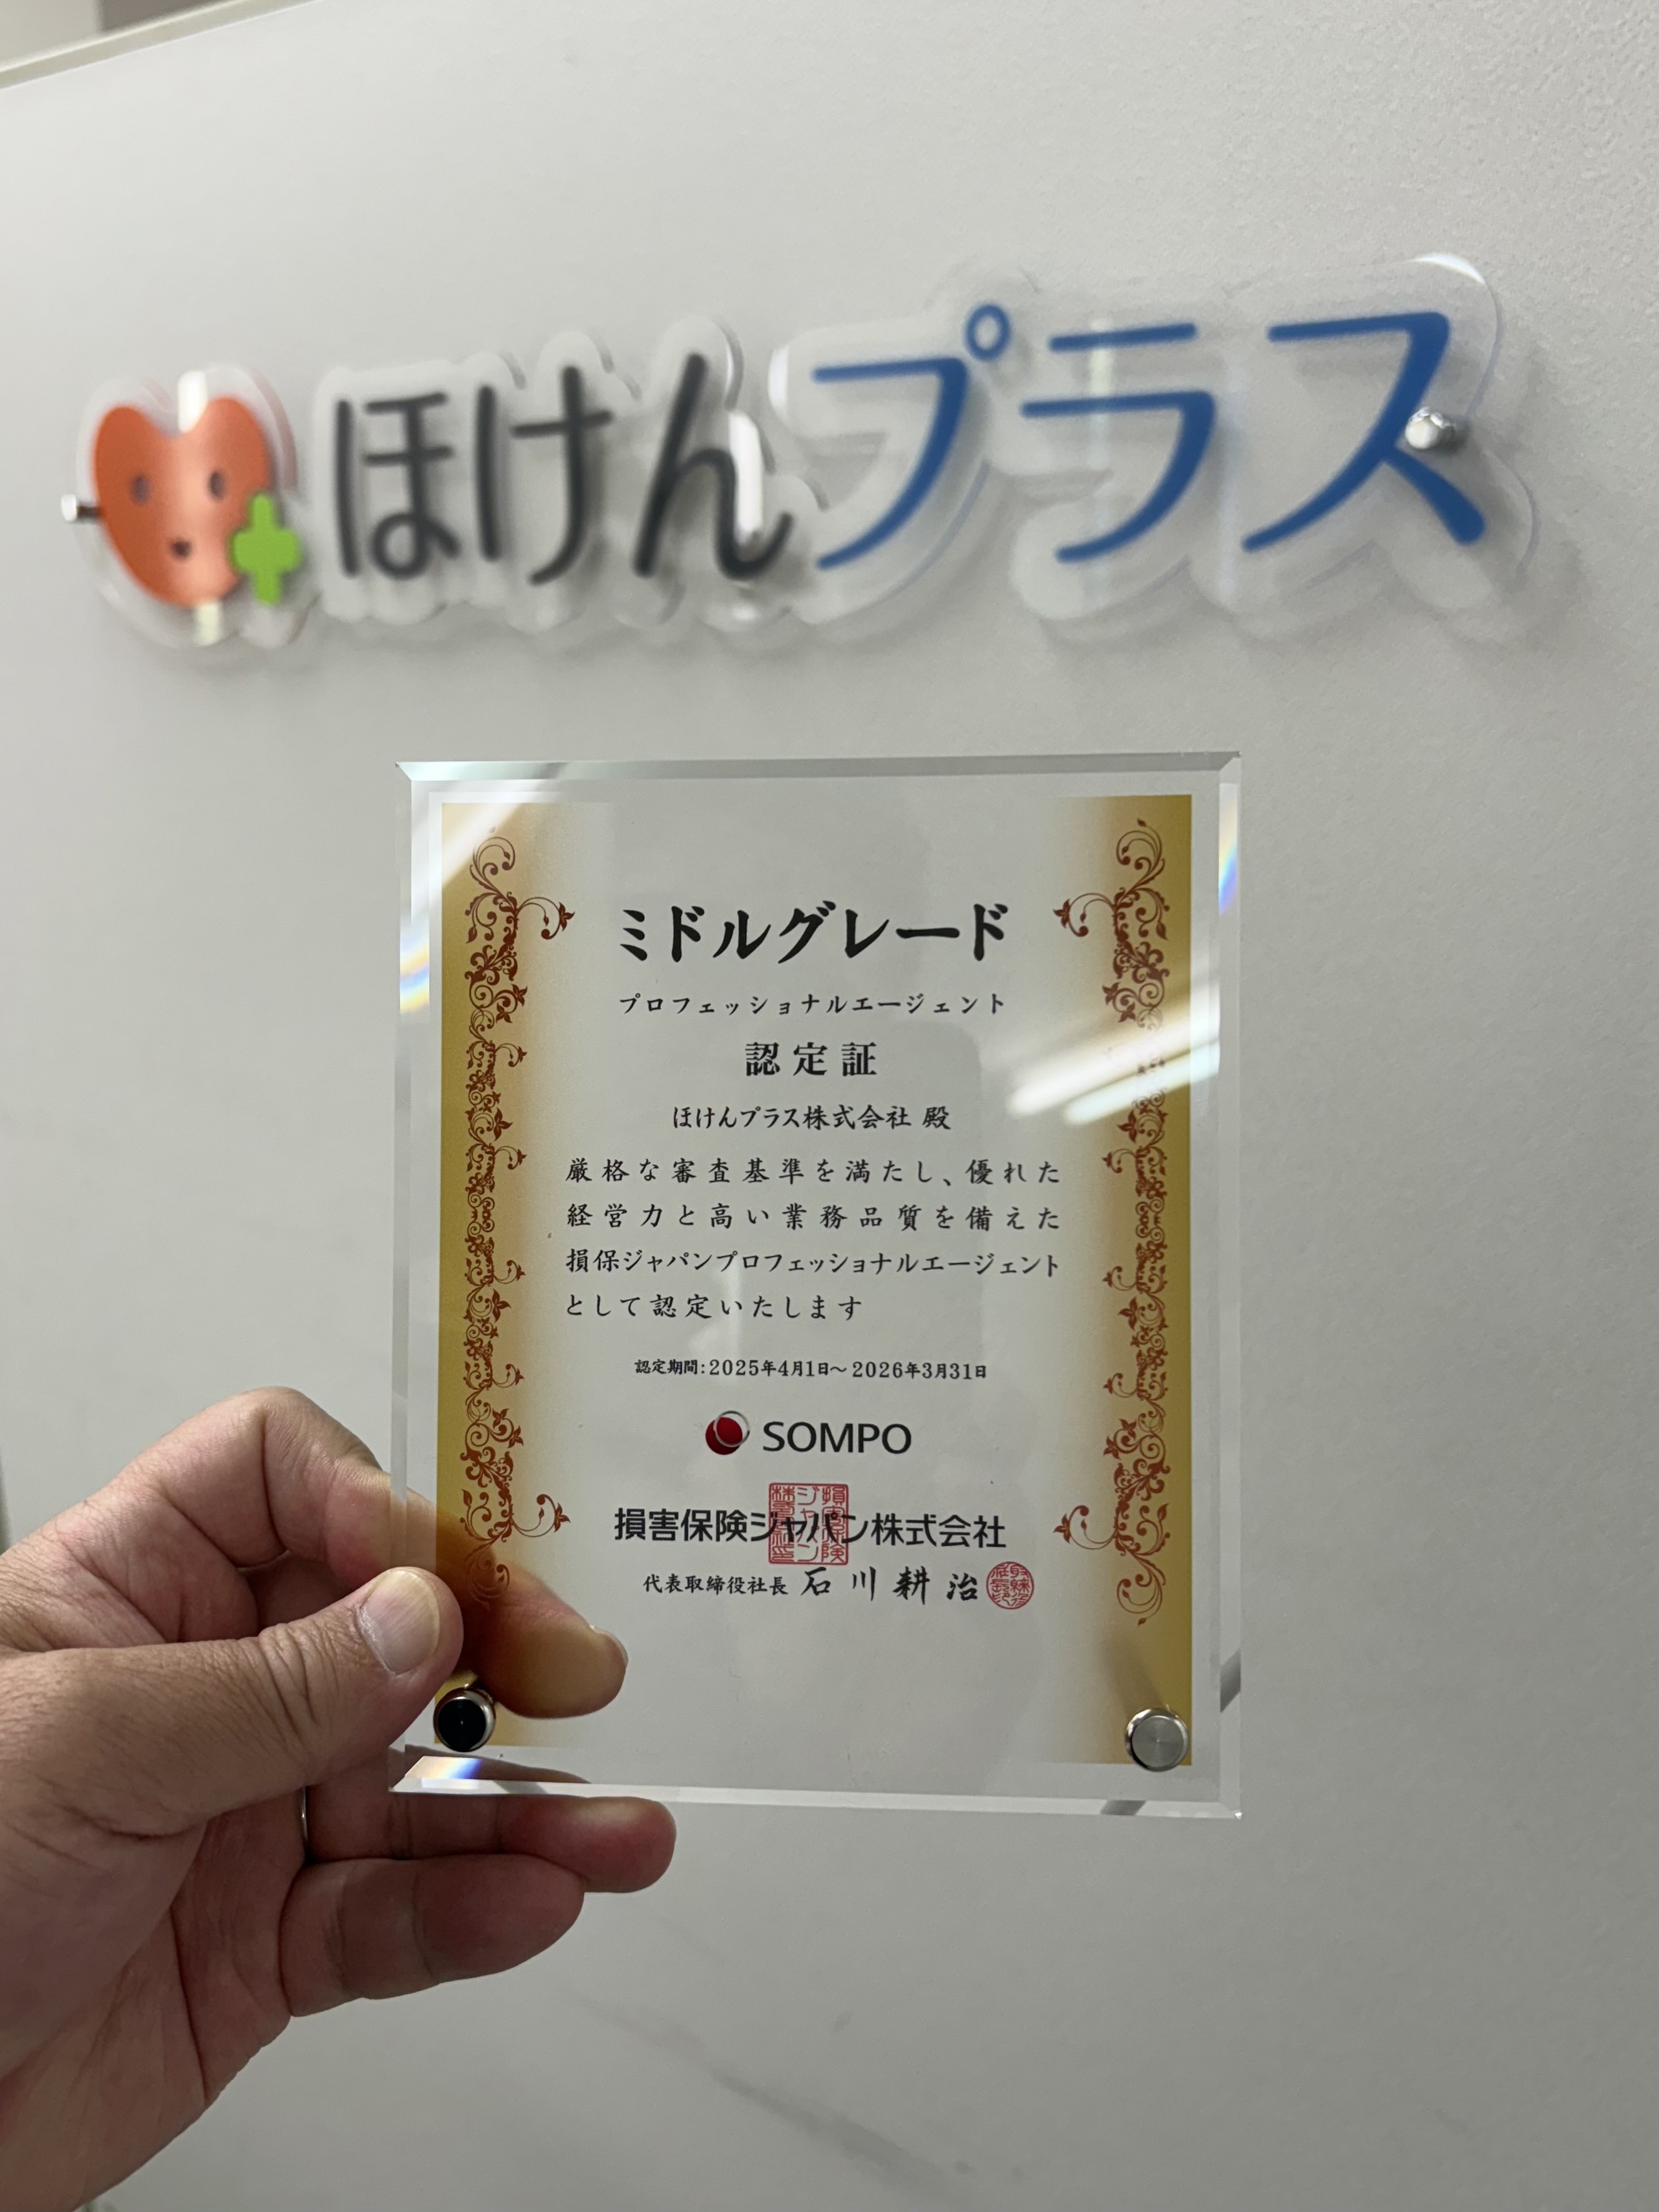 ほけんプラス
ミドルグレード
プロフェッショナルエージェント
認定証
ほけんプラス株式会社 殿
厳格な審査基準を満たし、優れた
経営力と高い業務品質を備えた
損保ジャパンプロフェッショナルエージェント
として認定いたします
認定期間:2025年4月1日～2026年3月31日
SOMPO
損害保険ジャパン株式会社
代表取締役社長 石川耕治